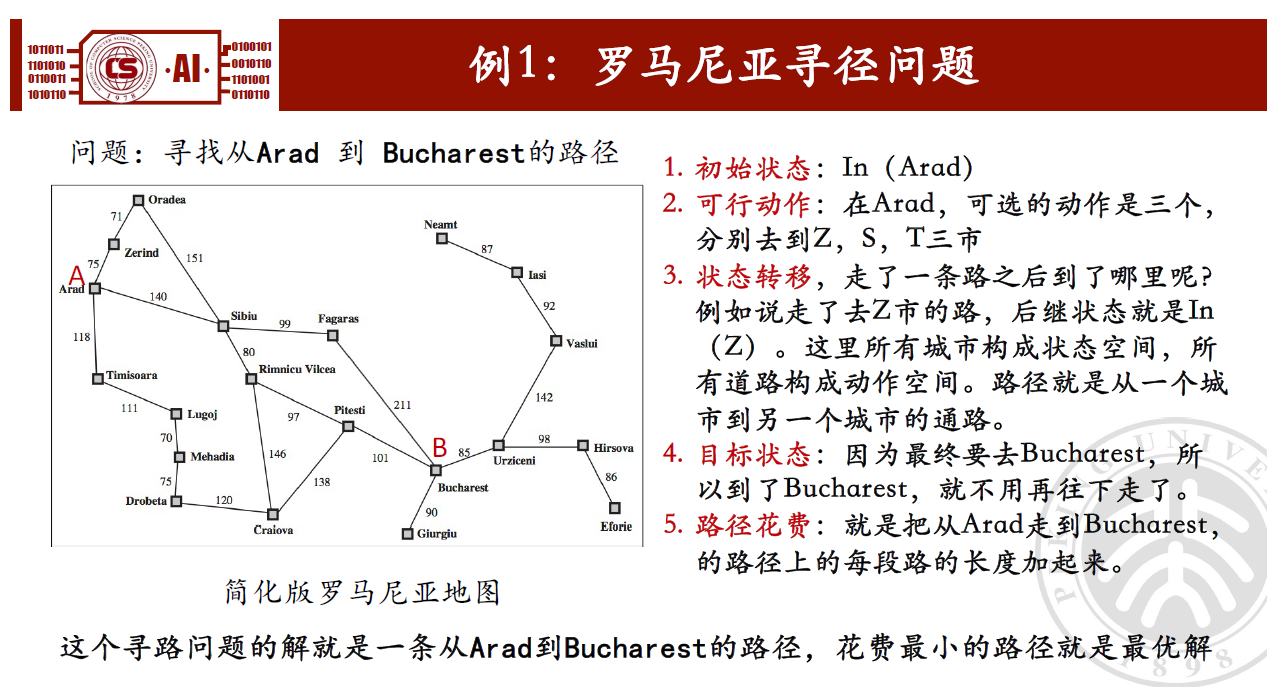 1011011
1101010
0110011
1010110
CS
1978
·AI·
0100101
0010110
1101001
0110110
例1：罗马尼亚寻径问题
问题：寻找从Arad 到 Bucharest的路径
Oradea
71
Zerind
75
A
Arad
151
140
118
Sibiu
99
Fagaras
80
Timisoara
Rimnicu Vilcea
111
Lugoj
97
Pitesti
211
70
Mehadia
146
101
75
138
Drobeta
120
Craiova
B
Bucharest
90
Giurgiu
85
Urziceni
98
Hirsova
86
Eforie
142
Vaslui
92
Iasi
87
Neamt
简化版罗马尼亚地图
1. 初始状态：In（Arad）
2. 可行动作：在Arad，可选的动作是三个，
分别去到Z，S，T三市
3. 状态转移，走了一条路之后到了哪里呢？
例如说走了去Z市的路，后继状态就是In
（Z）。这里所有城市构成状态空间，所
有道路构成动作空间。路径就是从一个城
市到另一个城市的通路。
4. 目标状态：因为最终要去Bucharest，所
以到了Bucharest，就不用再往下走了。
5. 路径花费：就是把从Arad走到Bucharest，
的路径上的每段路的长度加起来。
这个寻路问题的解就是一条从Arad到Bucharest的路径，花费最小的路径就是最优解
1898